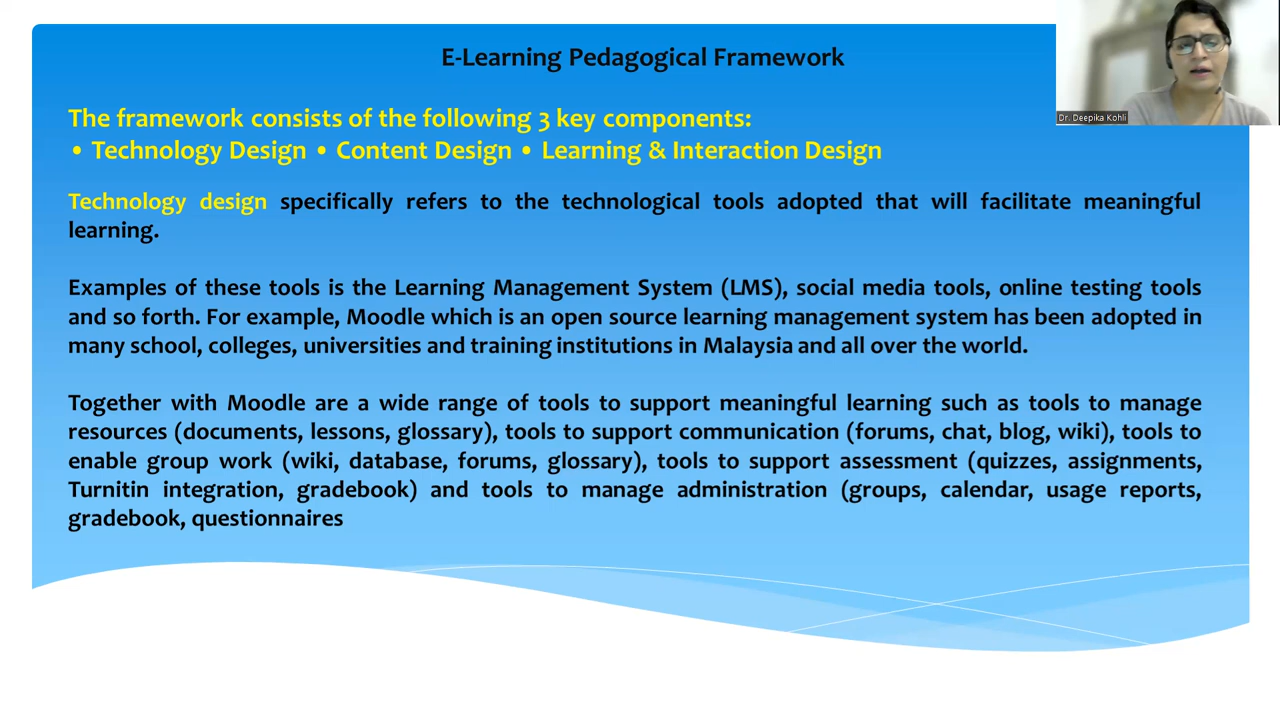 E-Learning Pedagogical Framework
Dr. Deepika Kohli
The framework consists of the following 3 key components:
• Technology Design • Content Design • Learning & Interaction Design
Technology design specifically refers to the technological tools adopted that will facilitate meaningful
learning.
Examples of these tools is the Learning Management System (LMS), social media tools, online testing tools
and so forth. For example, Moodle which is an open source learning management system has been adopted in
many school, colleges, universities and training institutions in Malaysia and all over the world.
Together with Moodle are a wide range of tools to support meaningful learning such as tools to manage
resources (documents, lessons, glossary), tools to support communication (forums, chat, blog, wiki), tools to
enable group work (wiki, database, forums, glossary), tools to support assessment (quizzes, assignments,
Turnitin integration, gradebook) and tools to manage administration (groups, calendar, usage reports,
gradebook, questionnaires